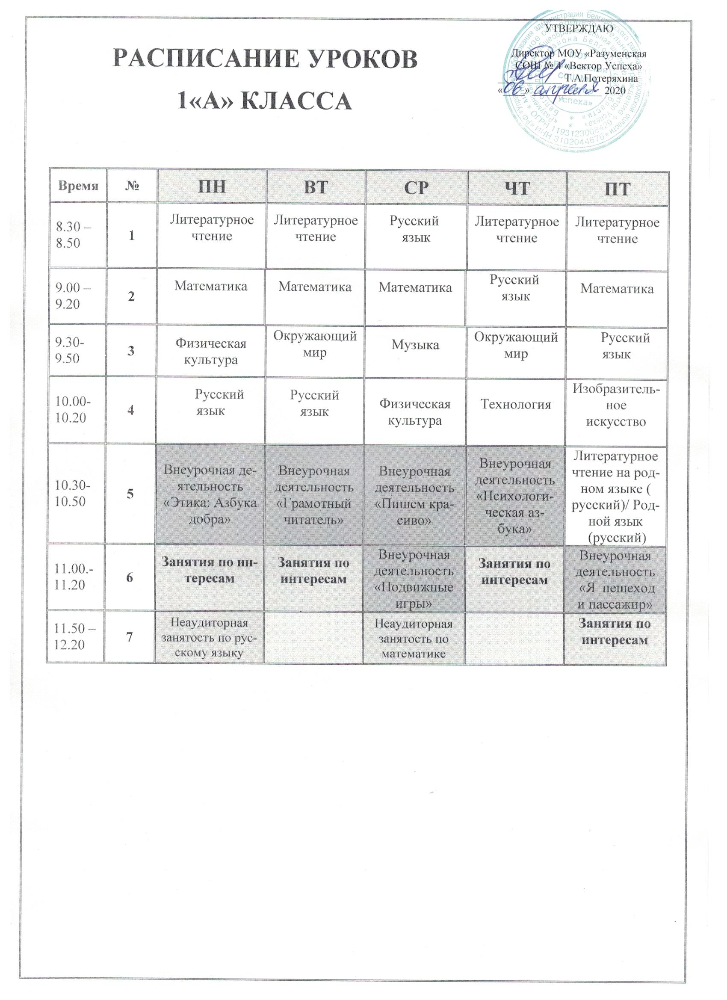 УТВЕРЖДАЮ
Директор МОУ «Разуменская
СОШ № 4 «Вектор Успеха»
Т.А.Потеряхина
«06» апреля 2020
РАСПИСАНИЕ УРОКОВ
1«А» КЛАССА
ИНН 3102044676
Успеха»
Время № ПН ВТ СР ЧТ ПТ
8.30 –
8.50
1
Литературное
чтение
Литературное
чтение
Русский
язык
Литературное
чтение
Литературное
чтение
9.00 –
9.20
2
Математика
Математика
Математика
Русский
язык
Математика
9.30-
9.50
3
Физическая
культура
Окружающий
мир
Музыка
Окружающий
мир
Русский
язык
10.00-
10.20
4
Русский
язык
Русский
язык
Физическая
культура
Технология
Изобразитель-
ное
искусство
10.30-
10.50
5
Внеурочная де-
ятельность
«Этика: Азбука
добра»
Внеурочная
деятельность
«Грамотный
читатель»
Внеурочная
деятельность
«Пишем кра-
сиво»
Внеурочная
деятельность
«Психологи-
ческая аз-
бука»
Литературное
чтение на род-
ном языке (
русский)/ Род-
ной язык
(русский)
11.00.-
11.20
6
Занятия по ин-
тересам
Занятия по
интересам
Внеурочная
деятельность
«Подвижные
игры»
Занятия по
интересам
Внеурочная
деятельность
«Я пешеход
и пассажир»
11.50 –
12.20
7
Неаудиторная
занятость по рус-
скому языку
Неаудиторная
занятость по
математике
Занятия по
интересам